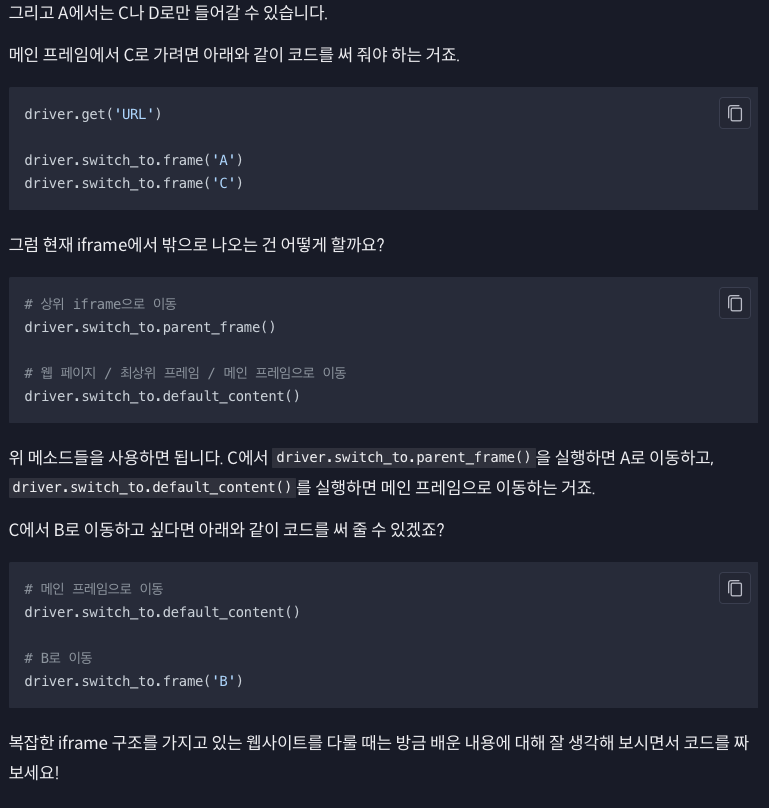 그리고 A에서는 C나 D로만 들어갈 수 있습니다.
메인 프레임에서 C로 가려면 아래와 같이 코드를 써 줘야 하는 거죠.
driver.get('URL')
driver.switch_to.frame('A')
driver.switch_to.frame('C')
그럼 현재 iframe에서 밖으로 나오는 건 어떻게 할까요?
# 상위 iframe으로 이동
driver.switch_to.parent_frame()
# 웹 페이지 / 최상위 프레임 / 메인 프레임으로 이동
driver.switch_to.default_content()
위 메소드들을 사용하면 됩니다. C에서 driver.switch_to.parent_frame()을 실행하면 A로 이동하고,
driver.switch_to.default_content()를 실행하면 메인 프레임으로 이동하는 거죠.
C에서 B로 이동하고 싶다면 아래와 같이 코드를 써 줄 수 있겠죠?
# 메인 프레임으로 이동
driver.switch_to.default_content()
# B로 이동
driver.switch_to.frame('B')
복잡한 iframe 구조를 가지고 있는 웹사이트를 다룰 때는 방금 배운 내용에 대해 잘 생각해 보시면서 코드를 짜
보세요!